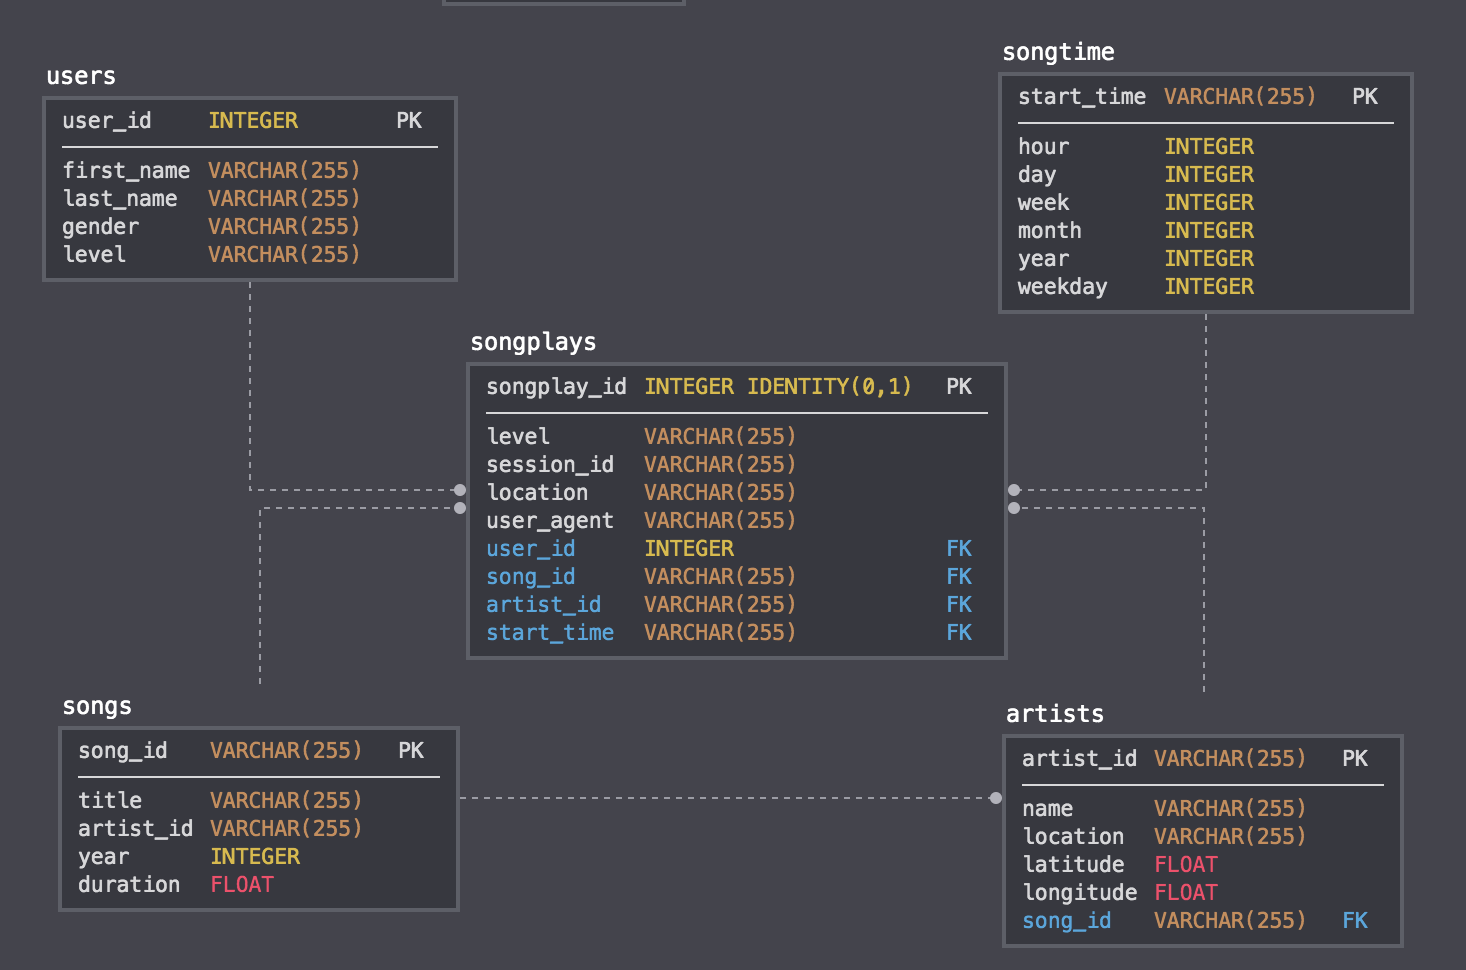 users
user_id INTEGER PK
first_name VARCHAR(255)
last_name VARCHAR(255)
gender VARCHAR(255)
level VARCHAR(255)
songtime
start_time VARCHAR(255) PK
hour INTEGER
day INTEGER
week INTEGER
month INTEGER
year INTEGER
weekday INTEGER
songplays
songplay_id INTEGER IDENTITY(0,1) PK
level VARCHAR(255)
session_id VARCHAR(255)
location VARCHAR(255)
user_agent VARCHAR(255)
user_id INTEGER FK
song_id VARCHAR(255) FK
artist_id VARCHAR(255) FK
start_time VARCHAR(255) FK
songs
song_id VARCHAR(255) PK
title VARCHAR(255)
artist_id VARCHAR(255)
year INTEGER
duration FLOAT
artists
artist_id VARCHAR(255) PK
name VARCHAR(255)
location VARCHAR(255)
latitude FLOAT
longitude FLOAT
song_id VARCHAR(255) FK